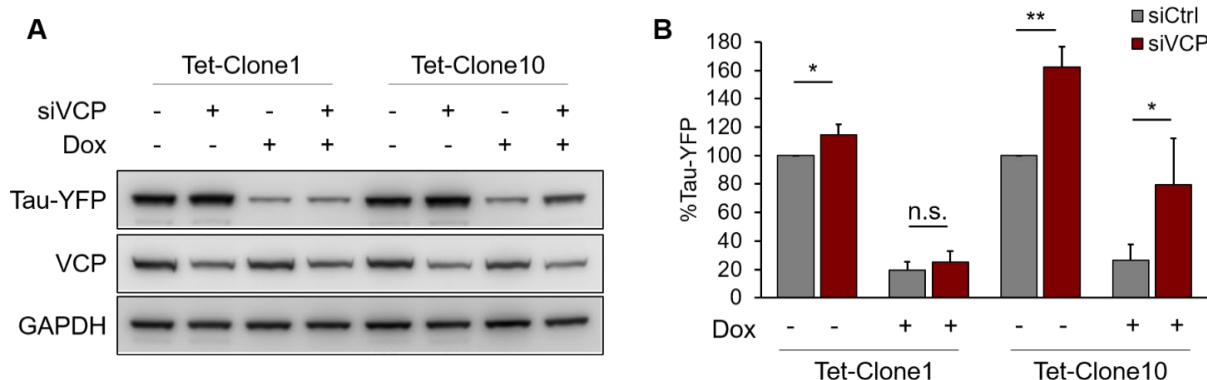 A
Tet-Clone1 Tet-Clone10
siVCP - + - + - + - +
Dox - - + + - - + +
Tau-YFP
VCP
GAPDH
B
siCtrl
siVCP
%Tau-YFP
180
160
140
120
100
80
60
40
20
0
*
n.s.
**
*
Dox - - + + - - + +
Tet-Clone1 Tet-Clone10